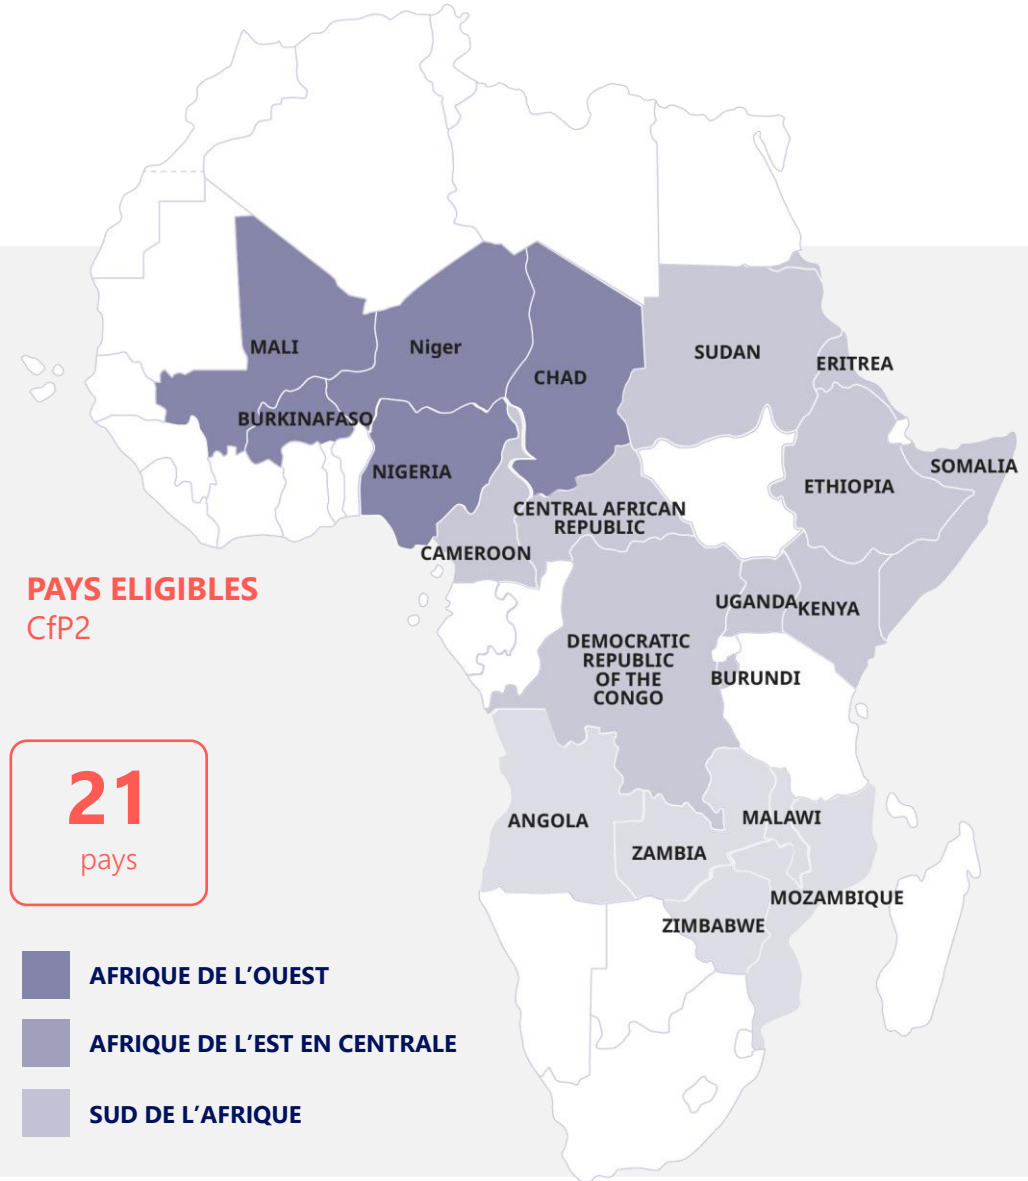 MALI
Niger
CHAD
SUDAN
ERITREA
BURKINAFASO
NIGERIA
SOMALIA
ETHIOPIA
CENTRAL AFRICAN
REPUBLIC
CAMEROON
PAYS ELIGIBLES
CfP2
UGANDA
KENYA
DEMOCRATIC
REPUBLIC
OF THE
CONGO
BURUNDI
21
pays
ANGOLA
MALAWI
ZAMBIA
MOZAMBIQUE
ZIMBABWE
AFRIQUE DE L’OUEST
AFRIQUE DE L’EST EN CENTRALE
SUD DE L’AFRIQUE